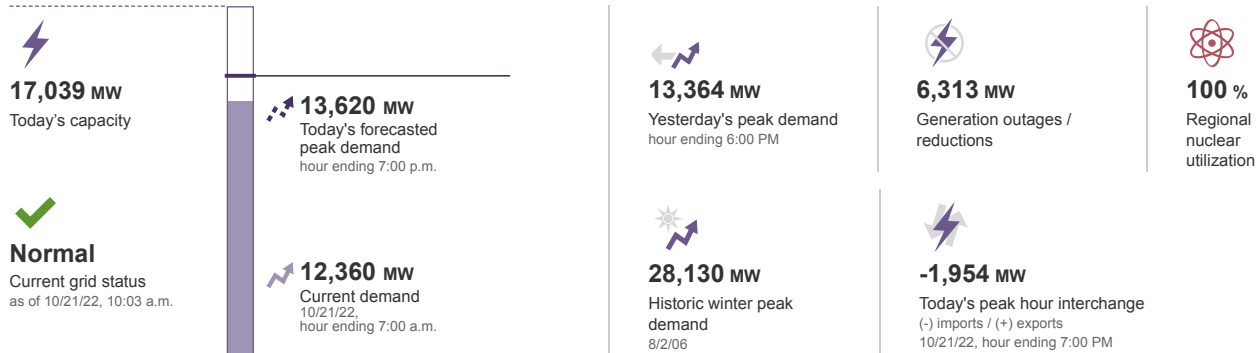 17,039 MW
Today's capacity
Normal
Current grid status
as of 10/21/22, 10:03 a.m.
13,620 MW
Today's forecasted
peak demand
hour ending 7:00 p.m.
12,360 MW
Current demand
10/21/22,
hour ending 7:00 a.m.
13,364 MW
Yesterday's peak demand
hour ending 6:00 PM
6,313 MW
Generation outages /
reductions
100 %
Regional
nuclear
utilization
28,130 MW
Historic winter peak
demand
8/2/06
-1,954 MW
Today's peak hour interchange
(-) imports / (+) exports
10/21/22, hour ending 7:00 PM